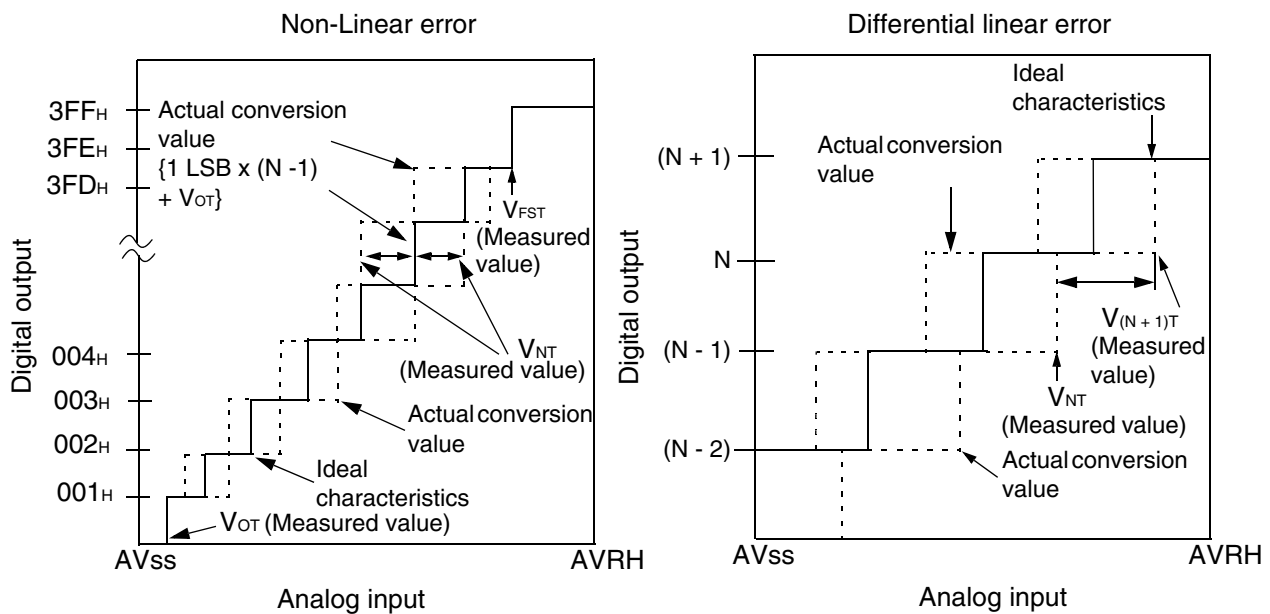 Non-Linear error
3FFH
3FEH
3FDH
004H
003H
002H
001H
Digital output
Actual conversion
value
{1 LSB x (N -1)
+ VOT}
VFST
(Measured
value)
VNT
(Measured value)
Actual conversion
value
Ideal
characteristics
VOT (Measured value)
AVss
AVRH
Analog input
Differential linear error
Ideal
characteristics
Actual conversion
value
(N + 1)
N
(N - 1)
(N - 2)
Digital output
V(N + 1)T
(Measured
value)
VNT
(Measured value)
Actual conversion
value
AVss
AVRH
Analog input